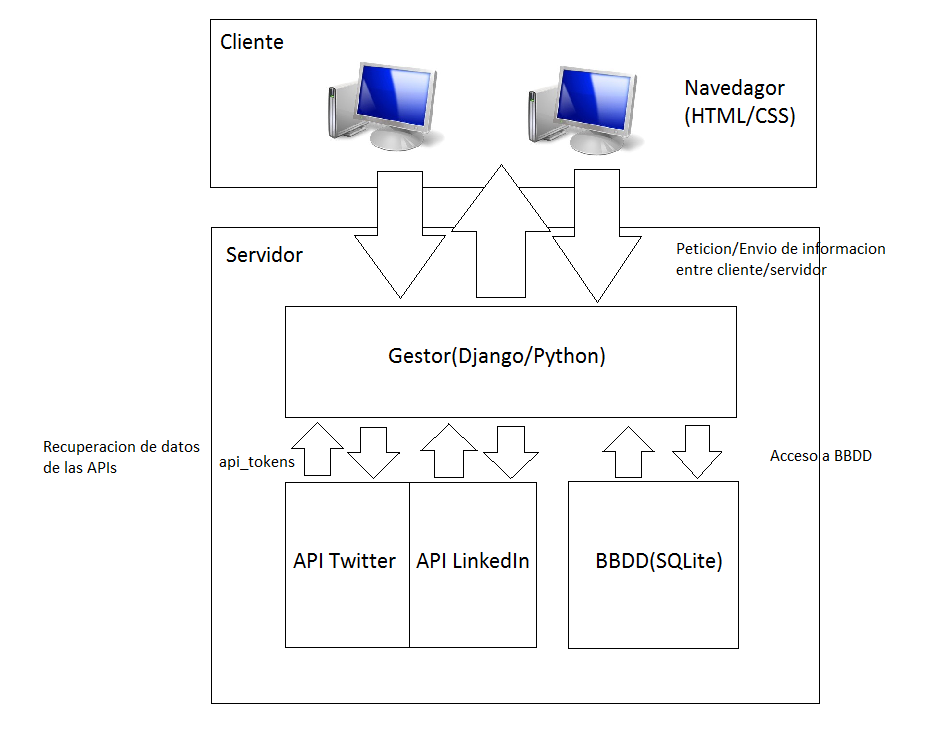 Cliente
Navedagor
(HTML/CSS)
Servidor
Peticion/Envio de informacion
entre cliente/servidor
Gestor(Django/Python)
Recuperacion de datos
de las APIs
api_tokens
Acceso a BBDD
API Twitter
API LinkedIn
BBDD(SQLite)